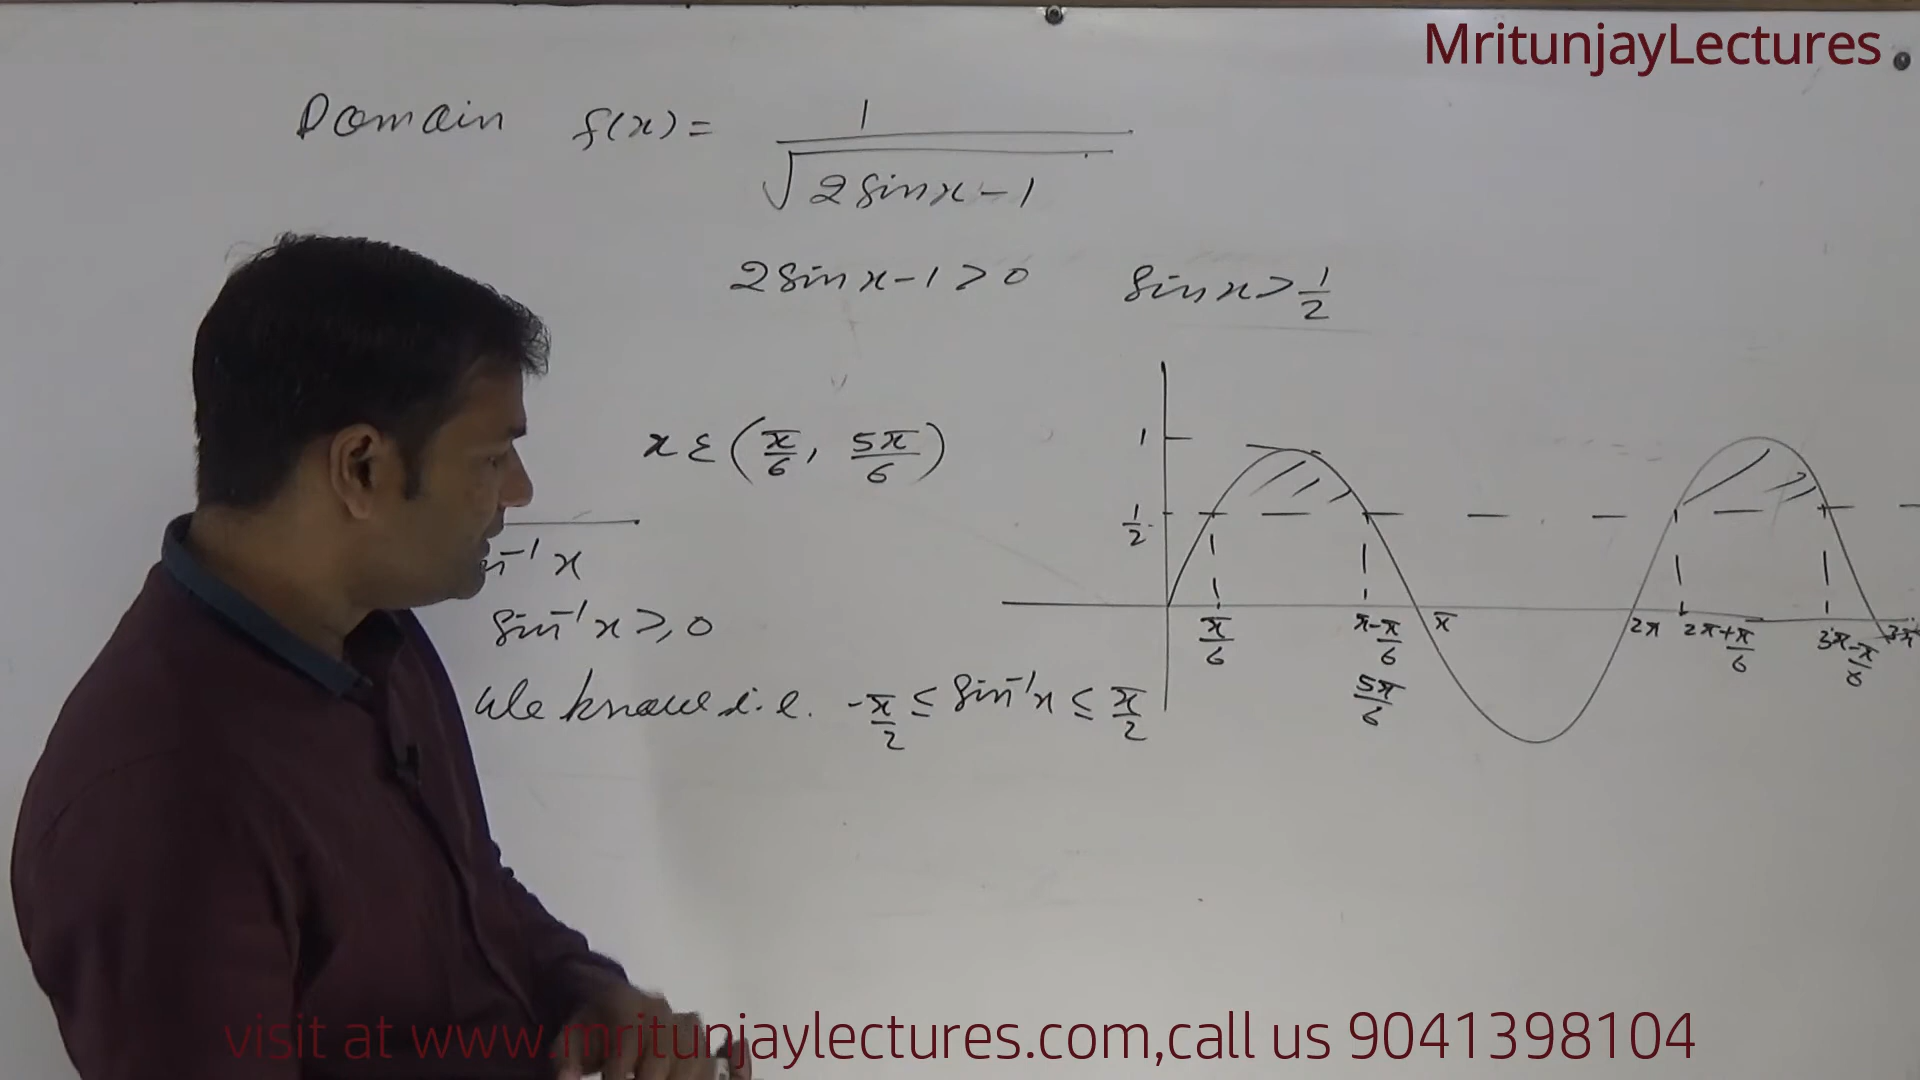 MritunjayLectures
Domain f(x) = 1/√(2sinx-1)
2sinx-1>0 sinx>1/2
x ε (π/6, 5π/6)
1
1/2
n⁻¹x
sin⁻¹x ≥ 0
π/6 π-π/6 π 2π 2π+π/6 3π-π/6 3π
5π/6
We know i.e. -π/2 ≤ sin⁻¹x ≤ π/2
visit at www.mritunjaylectures.com,call us 9041398104